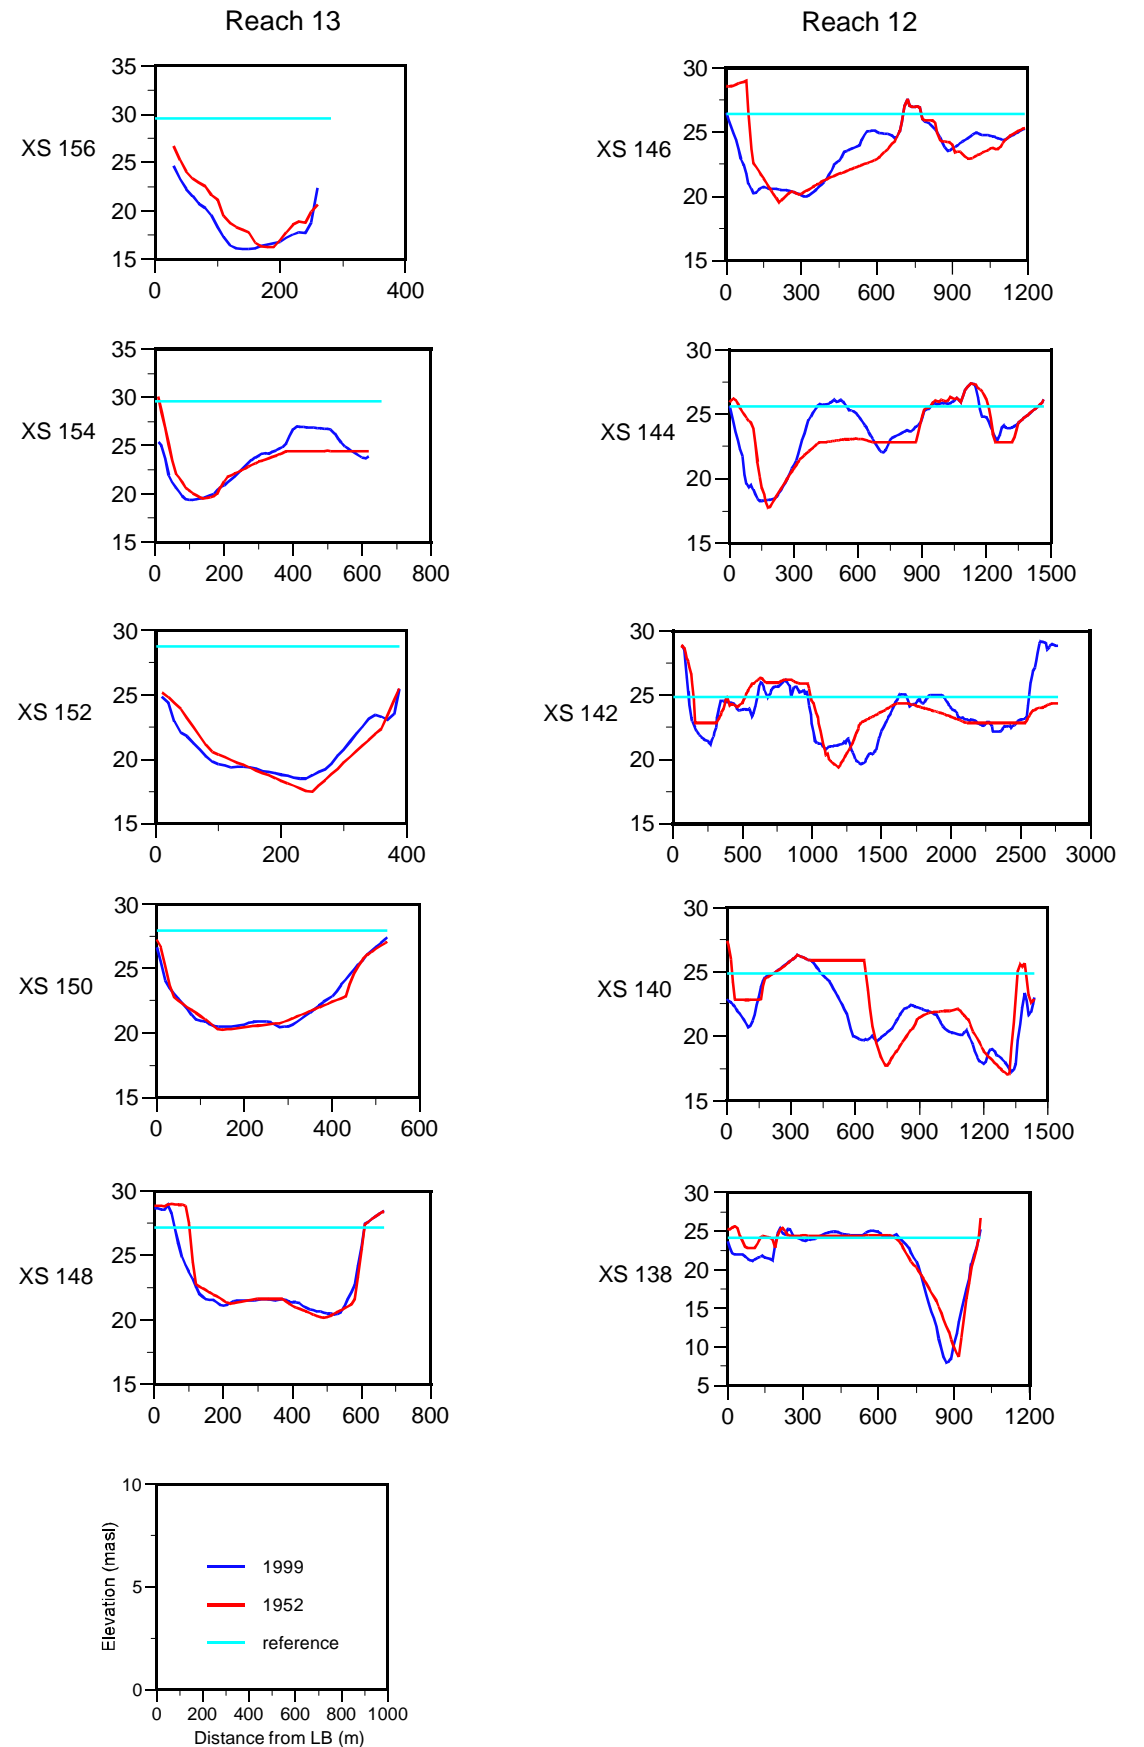 Reach 13
Reach 12
XS 156
35
30
25
20
15
0 200 400
XS 146
30
25
20
15
0 300 600 900 1200
XS 154
35
30
25
20
15
0 200 400 600 800
XS 144
30
25
20
15
0 300 600 900 1200 1500
XS 152
30
25
20
15
0 200 400
XS 142
30
25
20
15
0 500 1000 1500 2000 2500 3000
XS 150
30
25
20
15
0 200 400 600
XS 140
30
25
20
15
0 300 600 900 1200 1500
XS 148
30
25
20
15
0 200 400 600 800
XS 138
30
25
20
15
10
5
0 300 600 900 1200
Elevation (masl)
10
5
0
1999
1952
reference
0 200 400 600 800 1000
Distance from LB (m)